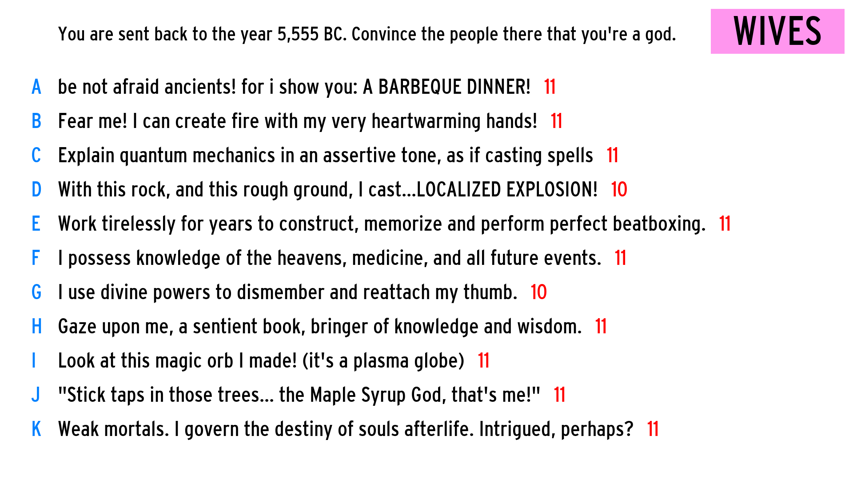 You are sent back to the year 5,555 BC. Convince the people there that you're a god.
WIVES
A be not afraid ancients! for i show you: A BARBEQUE DINNER! 11
B Fear me! I can create fire with my very heartwarming hands! 11
C Explain quantum mechanics in an assertive tone, as if casting spells 11
D With this rock, and this rough ground, I cast...LOCALIZED EXPLOSION! 10
E Work tirelessly for years to construct, memorize and perform perfect beatboxing. 11
F I possess knowledge of the heavens, medicine, and all future events. 11
G I use divine powers to dismember and reattach my thumb. 10
H Gaze upon me, a sentient book, bringer of knowledge and wisdom. 11
I Look at this magic orb I made! (it's a plasma globe) 11
J "Stick taps in those trees... the Maple Syrup God, that's me!" 11
K Weak mortals. I govern the destiny of souls afterlife. Intrigued, perhaps? 11